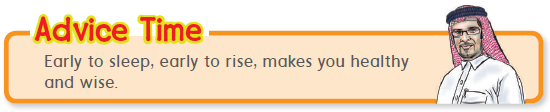 Advice Time
Early to sleep, early to rise, makes you healthy
and wise.